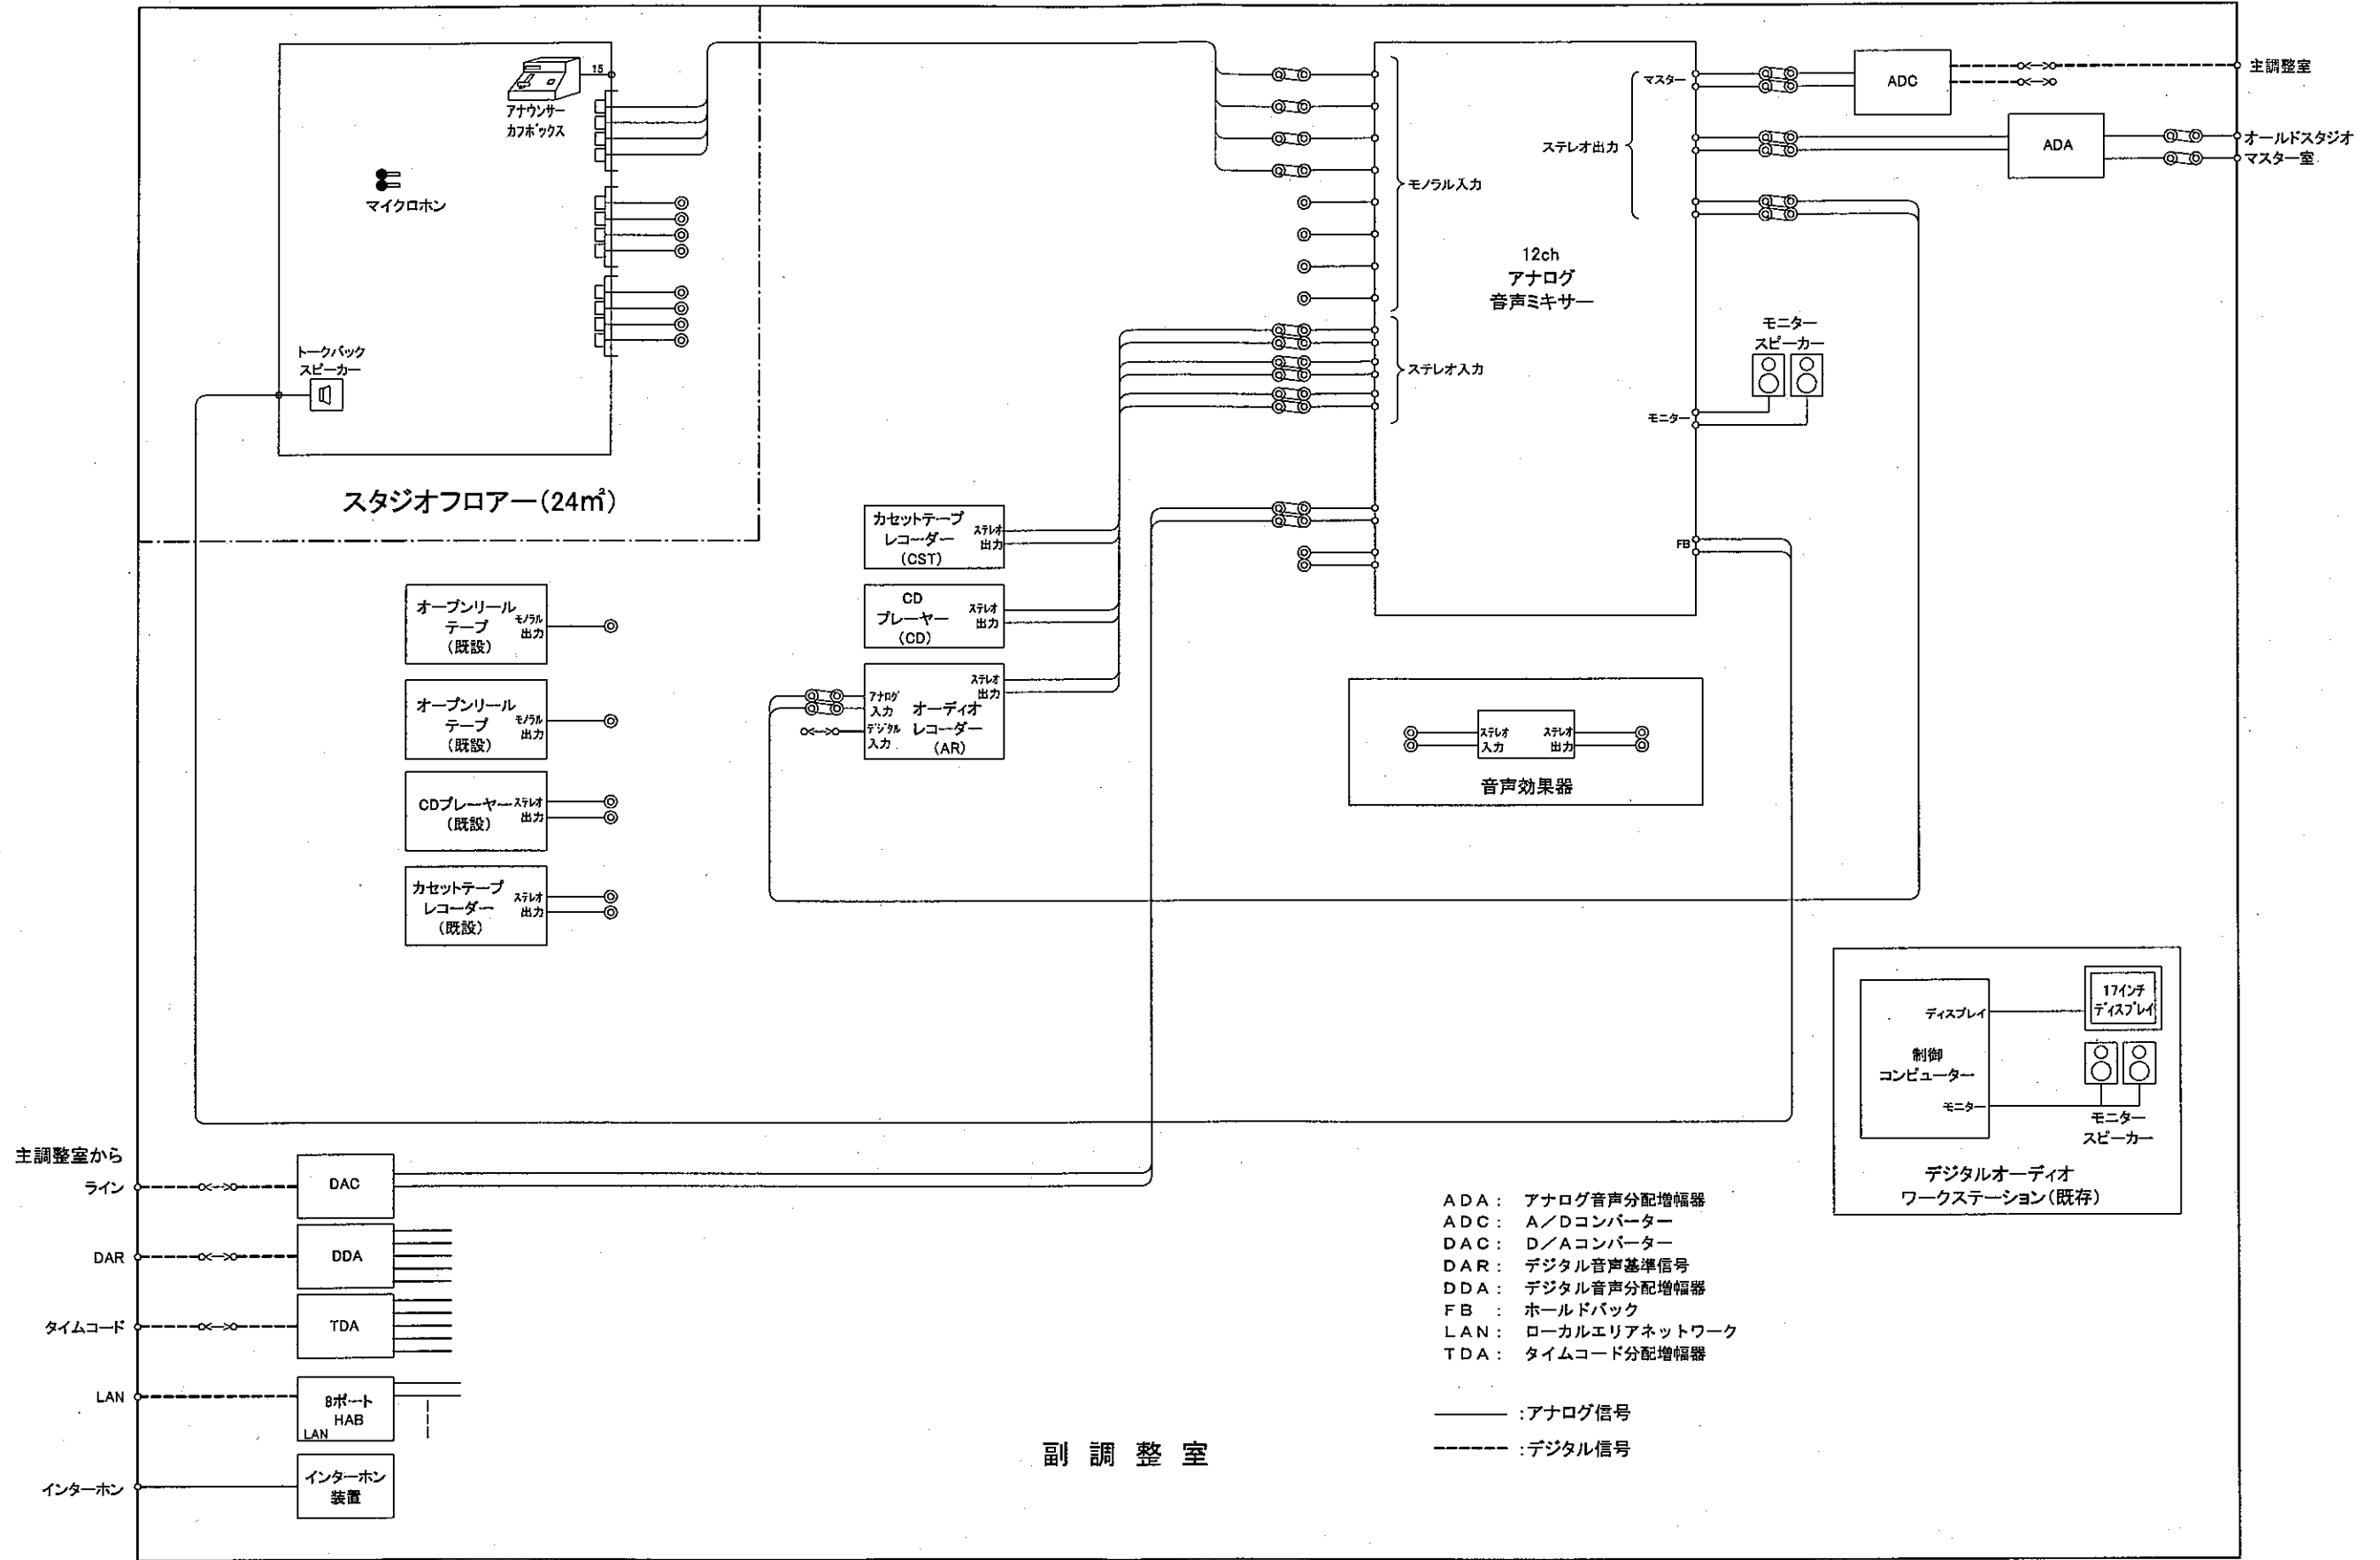 15
アナウンサー
カフボックス
マイクロホン
トークバック
スピーカー
スタジオフロアー(24㎡)
モノラル入力
ステレオ入力
12ch
アナログ
音声ミキサー
マスター
ステレオ出力
モニター
FB
ADC
主調整室
ADA
オールドスタジオ
マスター室
モニター
スピーカー
カセットテープ
レコーダー
(CST)
ステレオ
出力
CD
プレーヤー
(CD)
ステレオ
出力
アナログ
入力
デジタル
入力
オーディオ
レコーダー
(AR)
ステレオ
出力
オープンリール
テープ
(既設)
モノラル
出力
オープンリール
テープ
(既設)
モノラル
出力
CDプレーヤー
(既設)
ステレオ
出力
カセットテープ
レコーダー
(既設)
ステレオ
出力
ステレオ
入力
ステレオ
出力
音声効果器
ディスプレイ
制御
コンピューター
モニター
17インチ
ディスプレイ
モニター
スピーカー
デジタルオーディオ
ワークステーション(既存)
主調整室から
ライン
DAC
DAR
DDA
タイムコード
TDA
LAN
8ポート
HAB
LAN
インターホン
インターホン
装置
ADA: アナログ音声分配増幅器
ADC: A/Dコンバーター
DAC: D/Aコンバーター
DAR: デジタル音声基準信号
DDA: デジタル音声分配増幅器
FB : ホールドバック
LAN: ローカルエリアネットワーク
TDA: タイムコード分配増幅器
:アナログ信号
:デジタル信号
副調整室